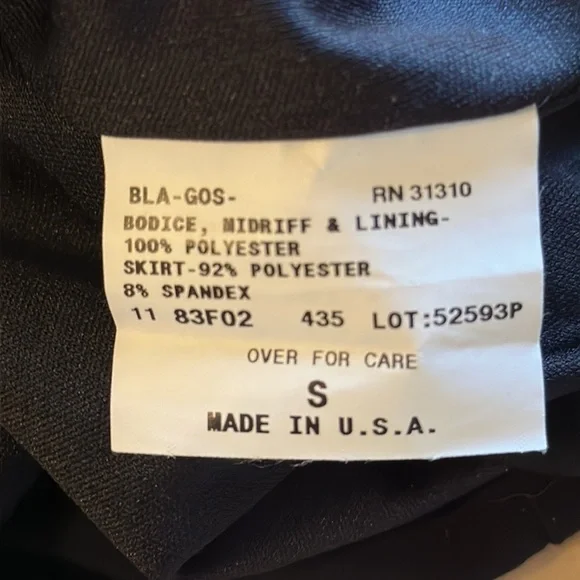 BLA-GOS- RN 31310
BODICE, MIDRIFF & LINING-
100% POLYESTER
SKIRT-92% POLYESTER
8% SPANDEX
11 83F02 435 LOT:52593P
OVER FOR CARE
S
MADE IN U.S.A.